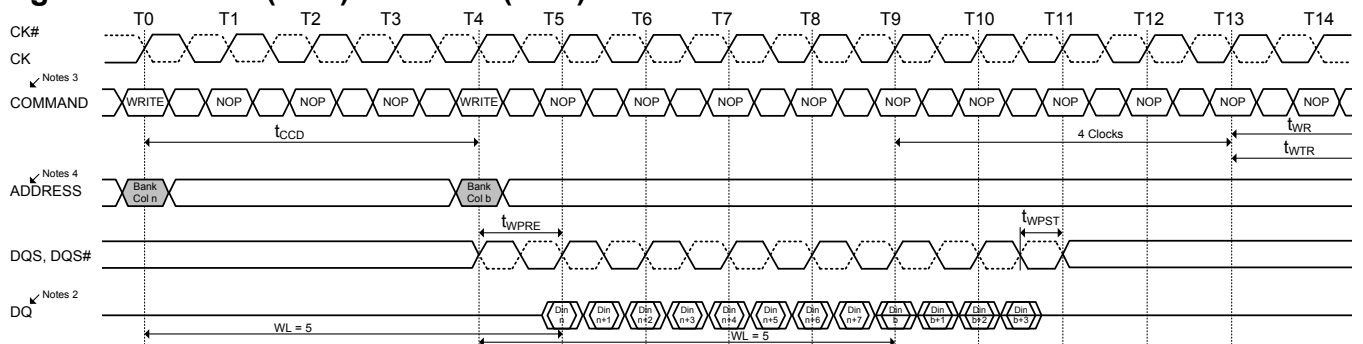 T0 T1 T2 T3 T4 T5 T6 T7 T8 T9 T10 T11 T12 T13 T14
CK#
CK
Notes 3
COMMAND WRITE NOP NOP NOP WRITE NOP NOP NOP NOP NOP NOP NOP NOP NOP NOP
tCCD 4 Clocks tWR
tWTR
Notes 4
ADDRESS Bank Col n Bank Col b
tWPRE tWPST
DQS, DQS#
Notes 2
DQ Din n Din n+1 Din n+2 Din n+3 Din n+4 Din n+5 Din n+6 Din n+7 Din b Din b+1 Din b+2 Din b+3
WL = 5 WL = 5